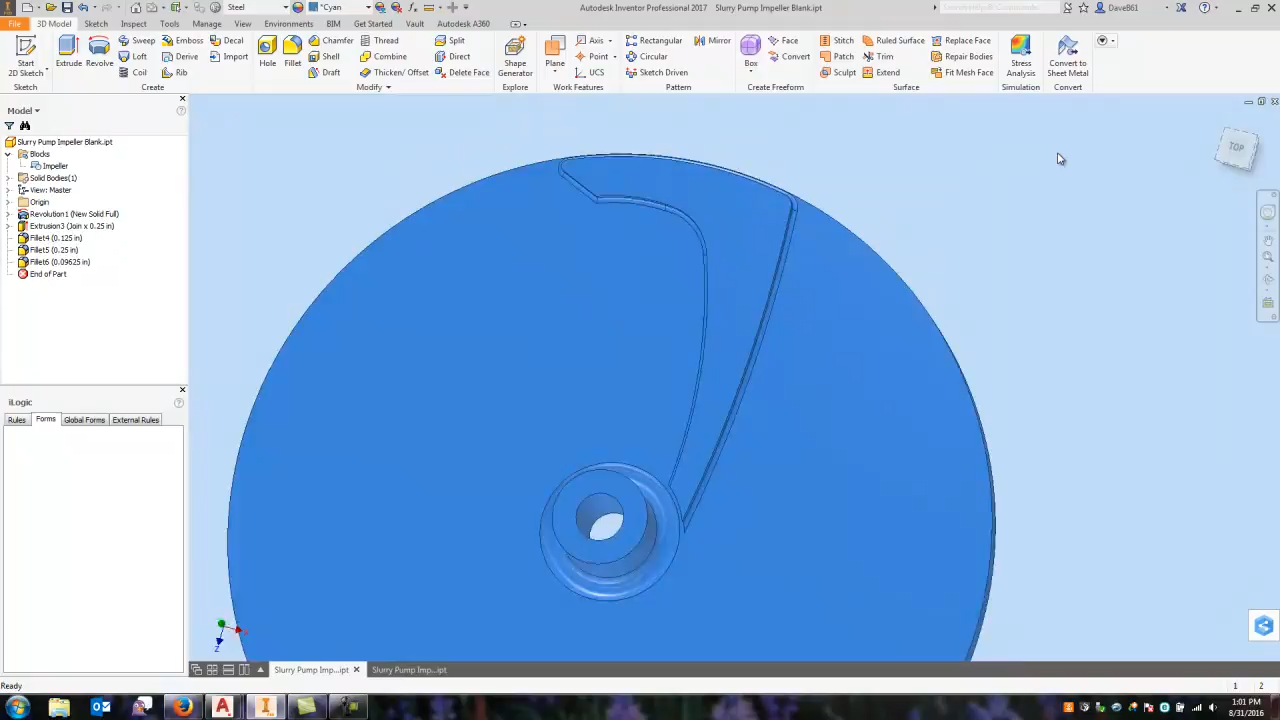 Steel
*Cyan
Autodesk Inventor Professional 2017 Slurry Pump Impeller Blank.ipt
DaveB61
File 3D Model Sketch Inspect Tools Manage View Environments BIM Get Started Vault Autodesk A360
Start
2D Sketch
Extrude Revolve
Sweep Emboss Decal
Loft Derive Import
Coil Rib
Hole Fillet
Chamfer Thread Split
Shell Combine Direct
Draft Thicken/ Offset Delete Face
Shape
Generator
Plane
Axis
Point
UCS
Rectangular Mirror
Circular
Sketch Driven
Box
Face
Convert
Stitch Ruled Surface Replace Face
Patch Trim Repair Bodies
Sculpt Extend Fit Mesh Face
Stress
Analysis
Convert to
Sheet Metal
Sketch Create Modify Explore Work Features Pattern Create Freeform Surface Simulation Convert
Model
Slurry Pump Impeller Blank.ipt
Blocks
Impeller
Solid Bodies(1)
View: Master
Origin
Revolution1 (New Solid Full)
Extrusion3 (Join x 0.25 in)
Fillet4 (0.125 in)
Fillet5 (0.25 in)
Fillet6 (0.09625 in)
End of Part
TOP
iLogic
Rules Forms Global Forms External Rules
Z
Slurry Pump Imp...ipt Slurry Pump Imp...ipt
Ready
1 2
1:01 PM
8/31/2016